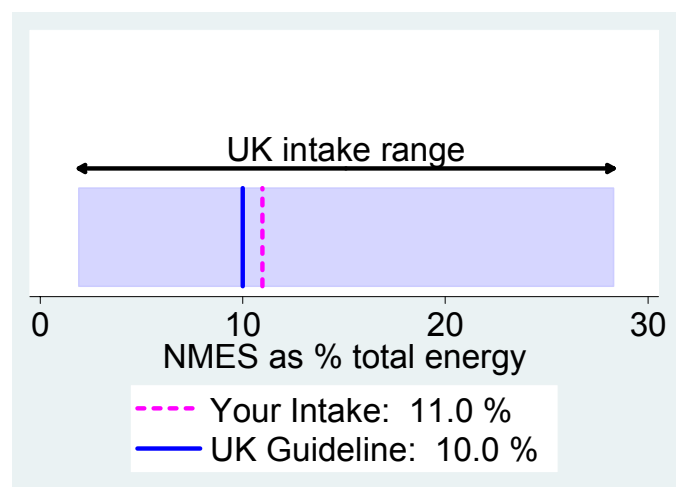 UK intake range
0 10 20 30
NMES as % total energy
Your Intake: 11.0 %
UK Guideline: 10.0 %